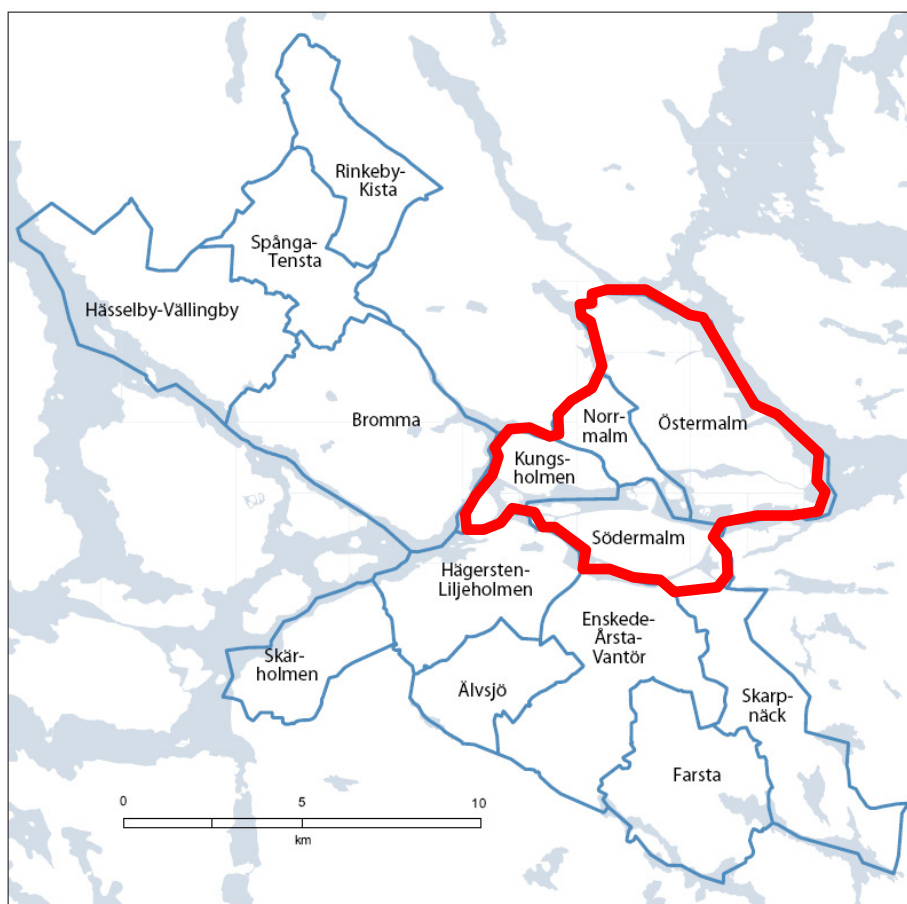 Rinkeby-
Kista
Spånga-
Tensta
Hässelby-Vällingby
Bromma
Norr-
malm
Östermalm
Kungs-
holmen
Södermalm
Hägersten-
Liljeholmen
Enskede-
Årsta-
Vantör
Skär-
holmen
Älvsjö
Skarp-
näck
Farsta
0 5 10
km